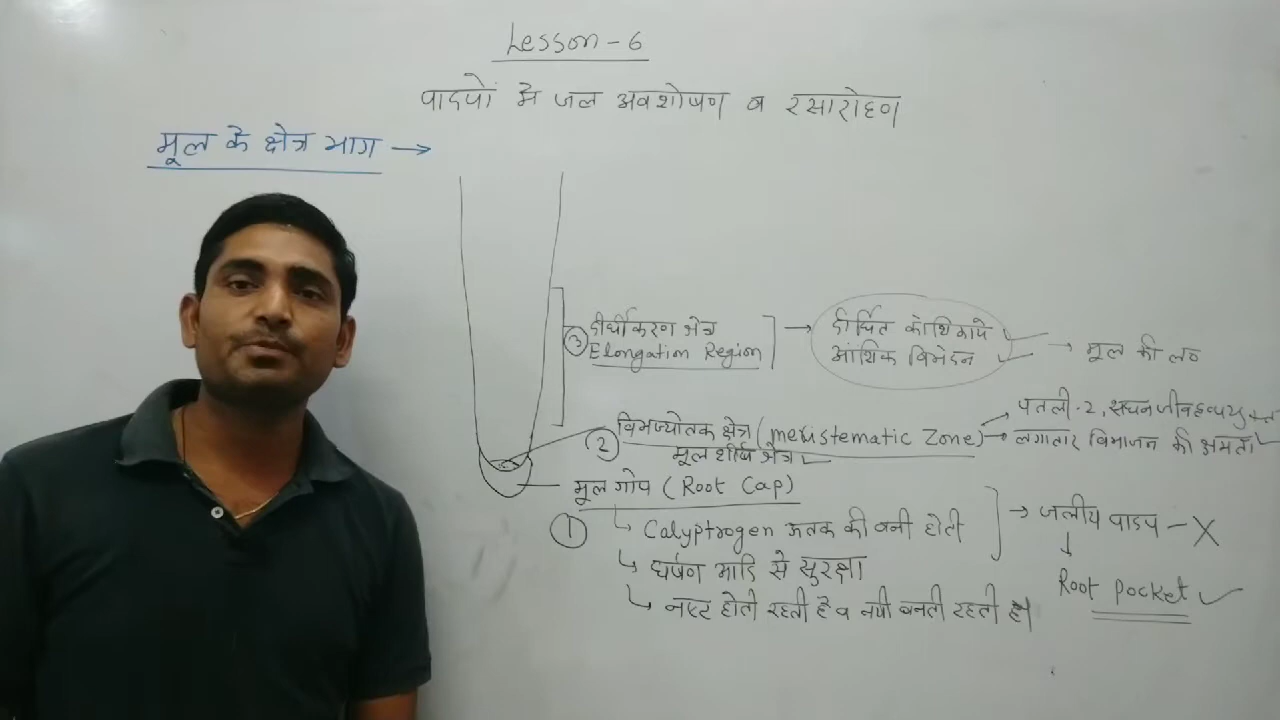 Lesson - 6
पादपों मे जल अवशोषण व रसारोहण
मूल के क्षेत्र भाग →
③ दीर्घीकरण क्षेत्र
Elongation Region
→ दीर्घित कोशिकाये
आंशिक विभेदन
→ मूल की लo
② विभज्योतक क्षेत्र (Meristematic Zone)
मूल शीर्ष क्षेत्र
पतली-2, सघन जीवद्रव्ययुक्त
→ लगातार विभाजन की क्षमता
① मूल गोप (Root Cap)
↳ Calyptrogen ऊतक की बनी होती
↳ घर्षण आदि से सुरक्षा
↳ नष्ट होती रहती है व नयी बनती रहती है।
→ जलीय पादप - X
↓
Root Pocket